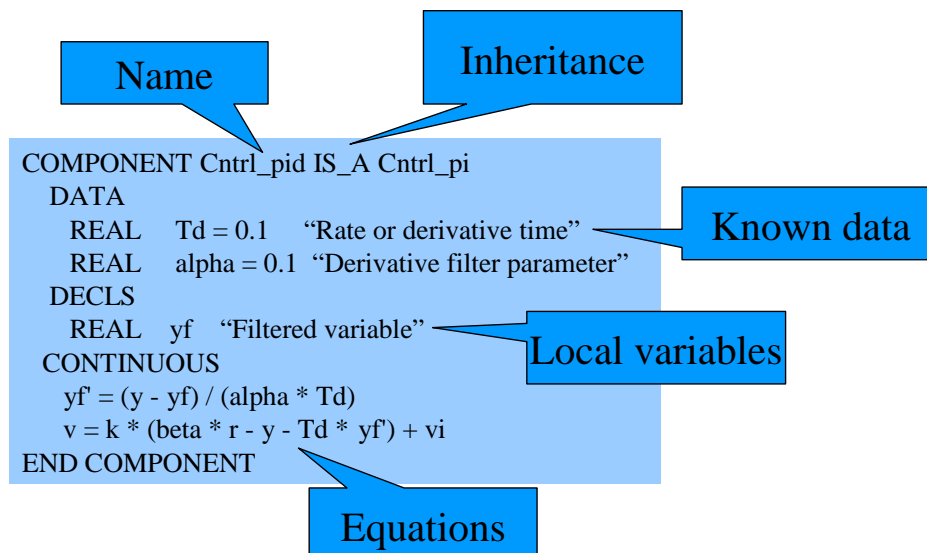 Name
Inheritance
COMPONENT Cntrl_pid IS_A Cntrl_pi
DATA
REAL Td = 0.1 “Rate or derivative time”
Known data
REAL alpha = 0.1 “Derivative filter parameter”
DECLS
REAL yf “Filtered variable”
Local variables
CONTINUOUS
yf' = (y - yf) / (alpha * Td)
v = k * (beta * r - y - Td * yf') + vi
END COMPONENT
Equations